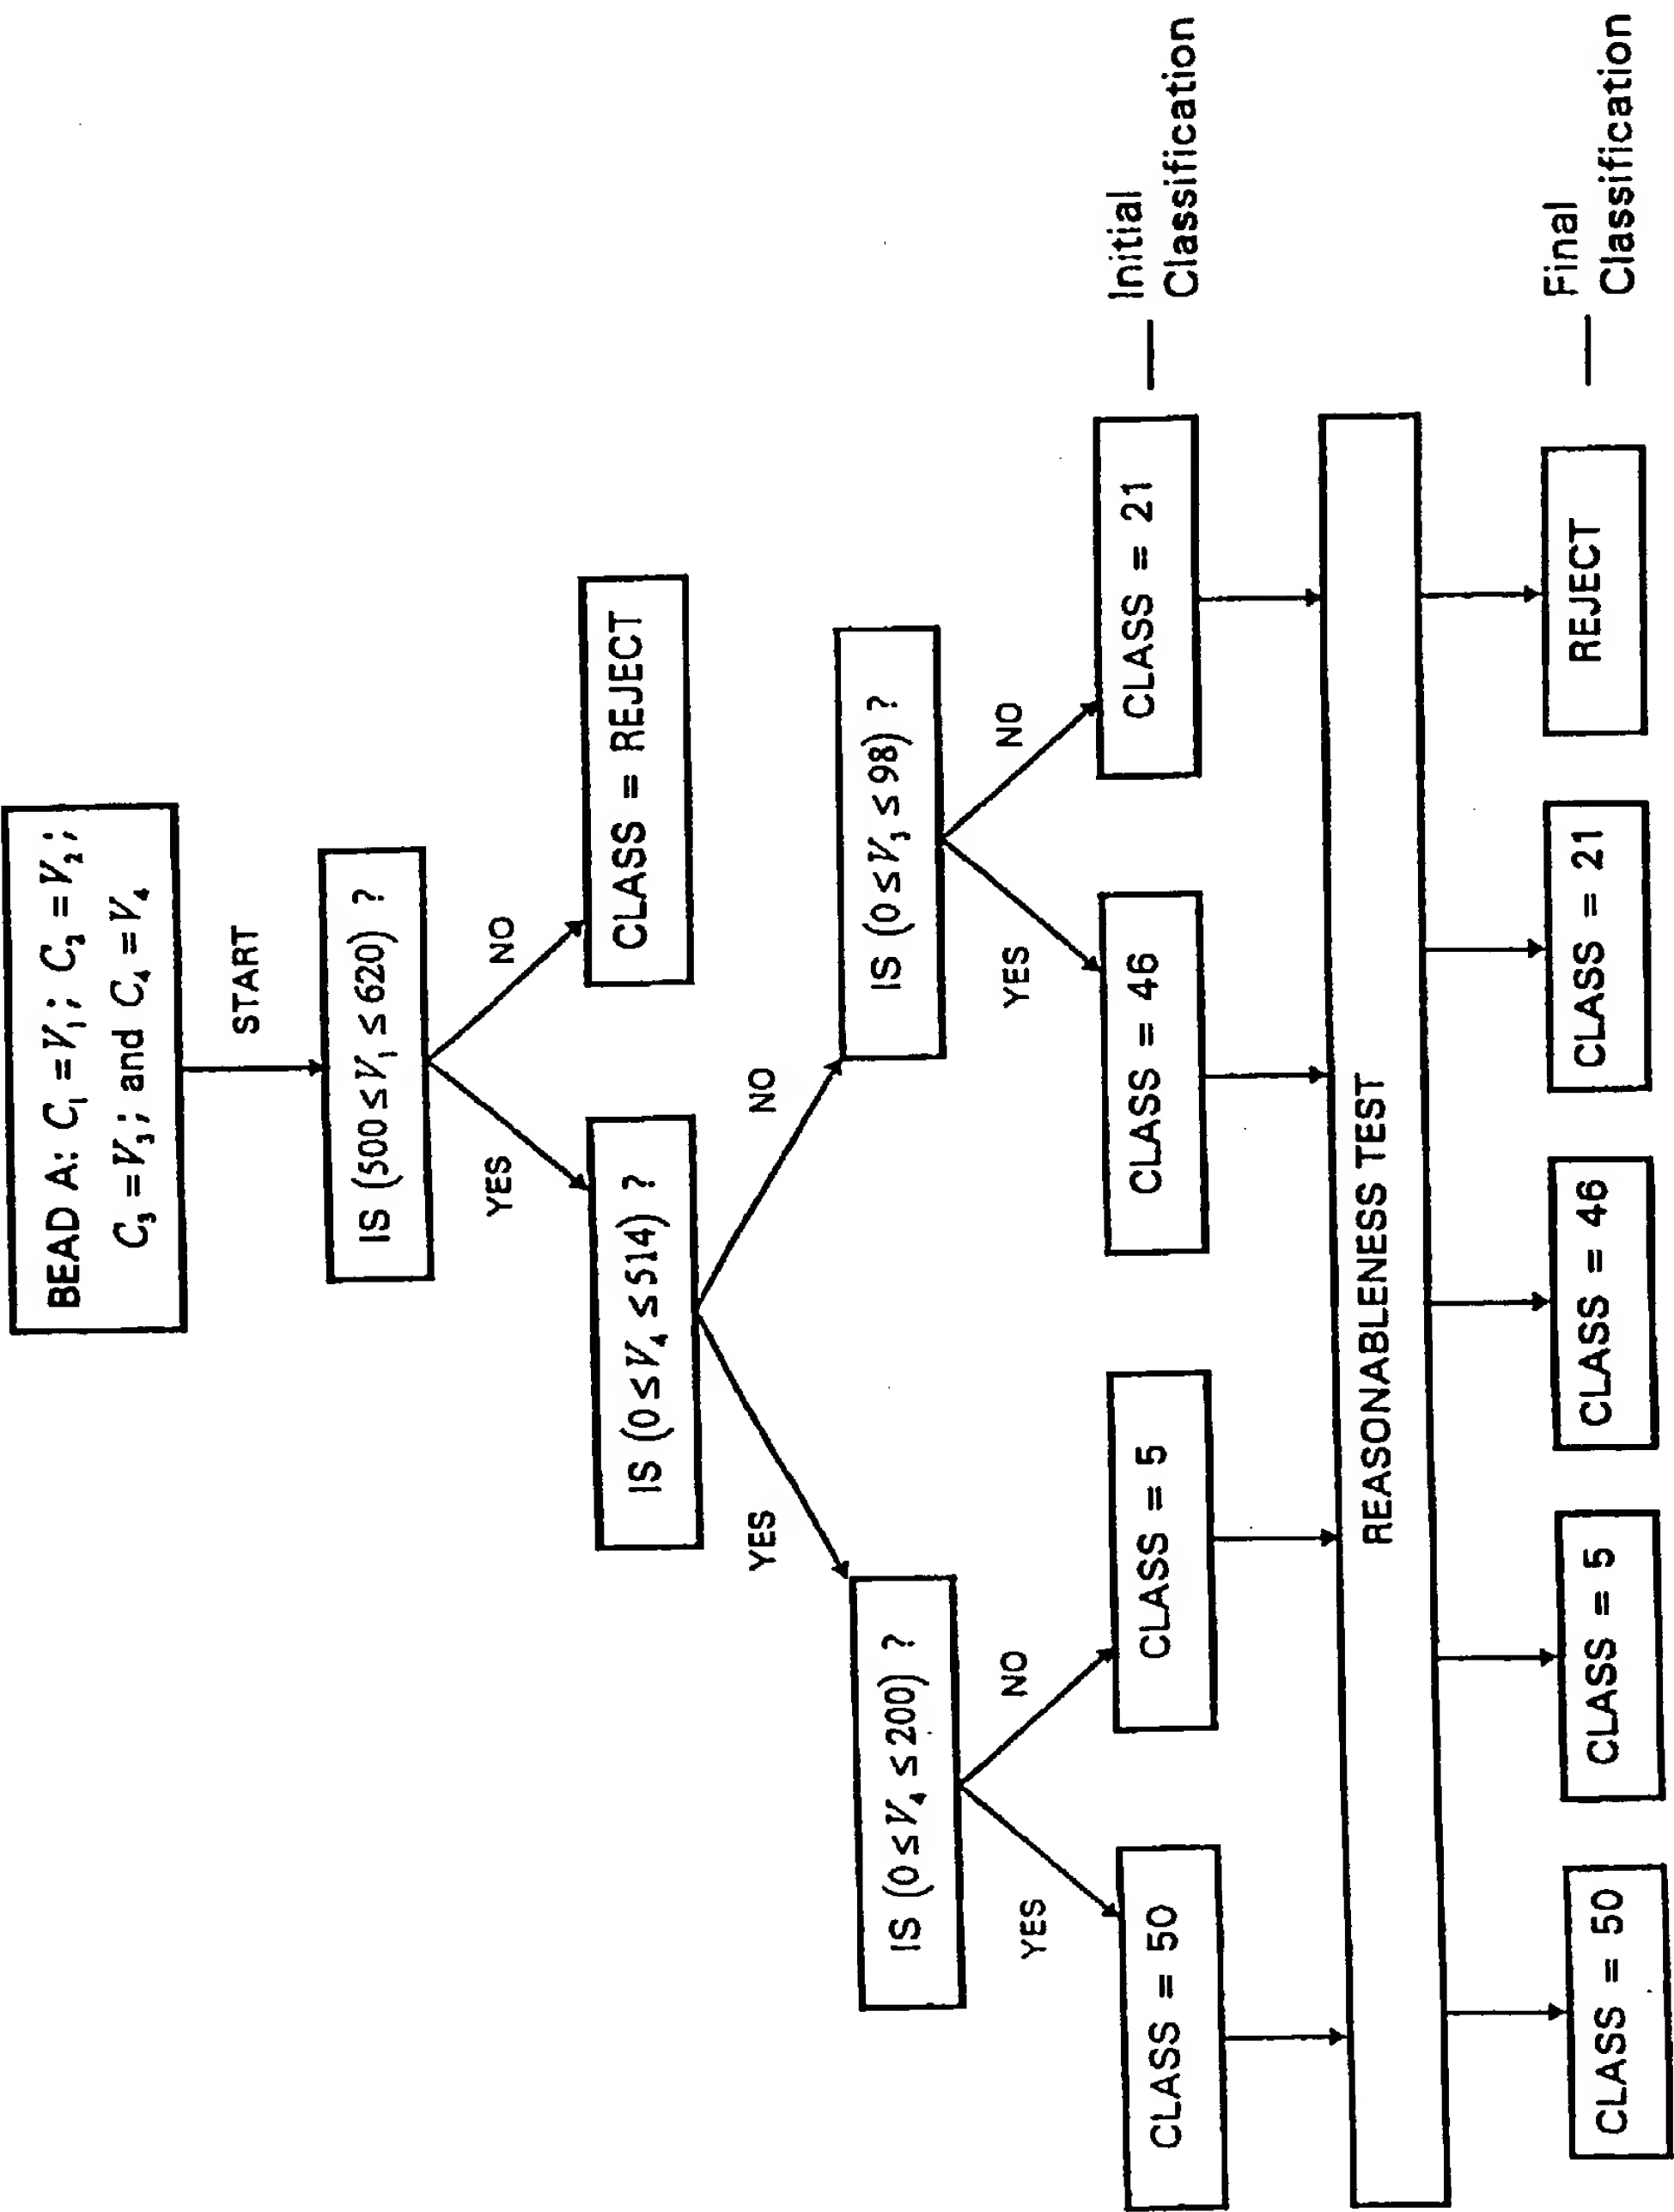 BEAD A: C₁ = V₁; C₂ = V₂;
C₃ = V₃; and C₄ = V₄
START
IS (500 ≤ V₁ ≤ 620) ?
YES
NO
IS (0 ≤ V₄ ≤ 514) ?
CLASS = REJECT
YES
NO
IS (0 ≤ V₄ ≤ 200) ?
IS (0 ≤ V₃ ≤ 98) ?
YES
NO
YES
NO
CLASS = 50
CLASS = 5
CLASS = 46
CLASS = 21
Initial
Classification
REASONABLENESS TEST
CLASS = 50
CLASS = 5
CLASS = 46
CLASS = 21
REJECT
Final
Classification